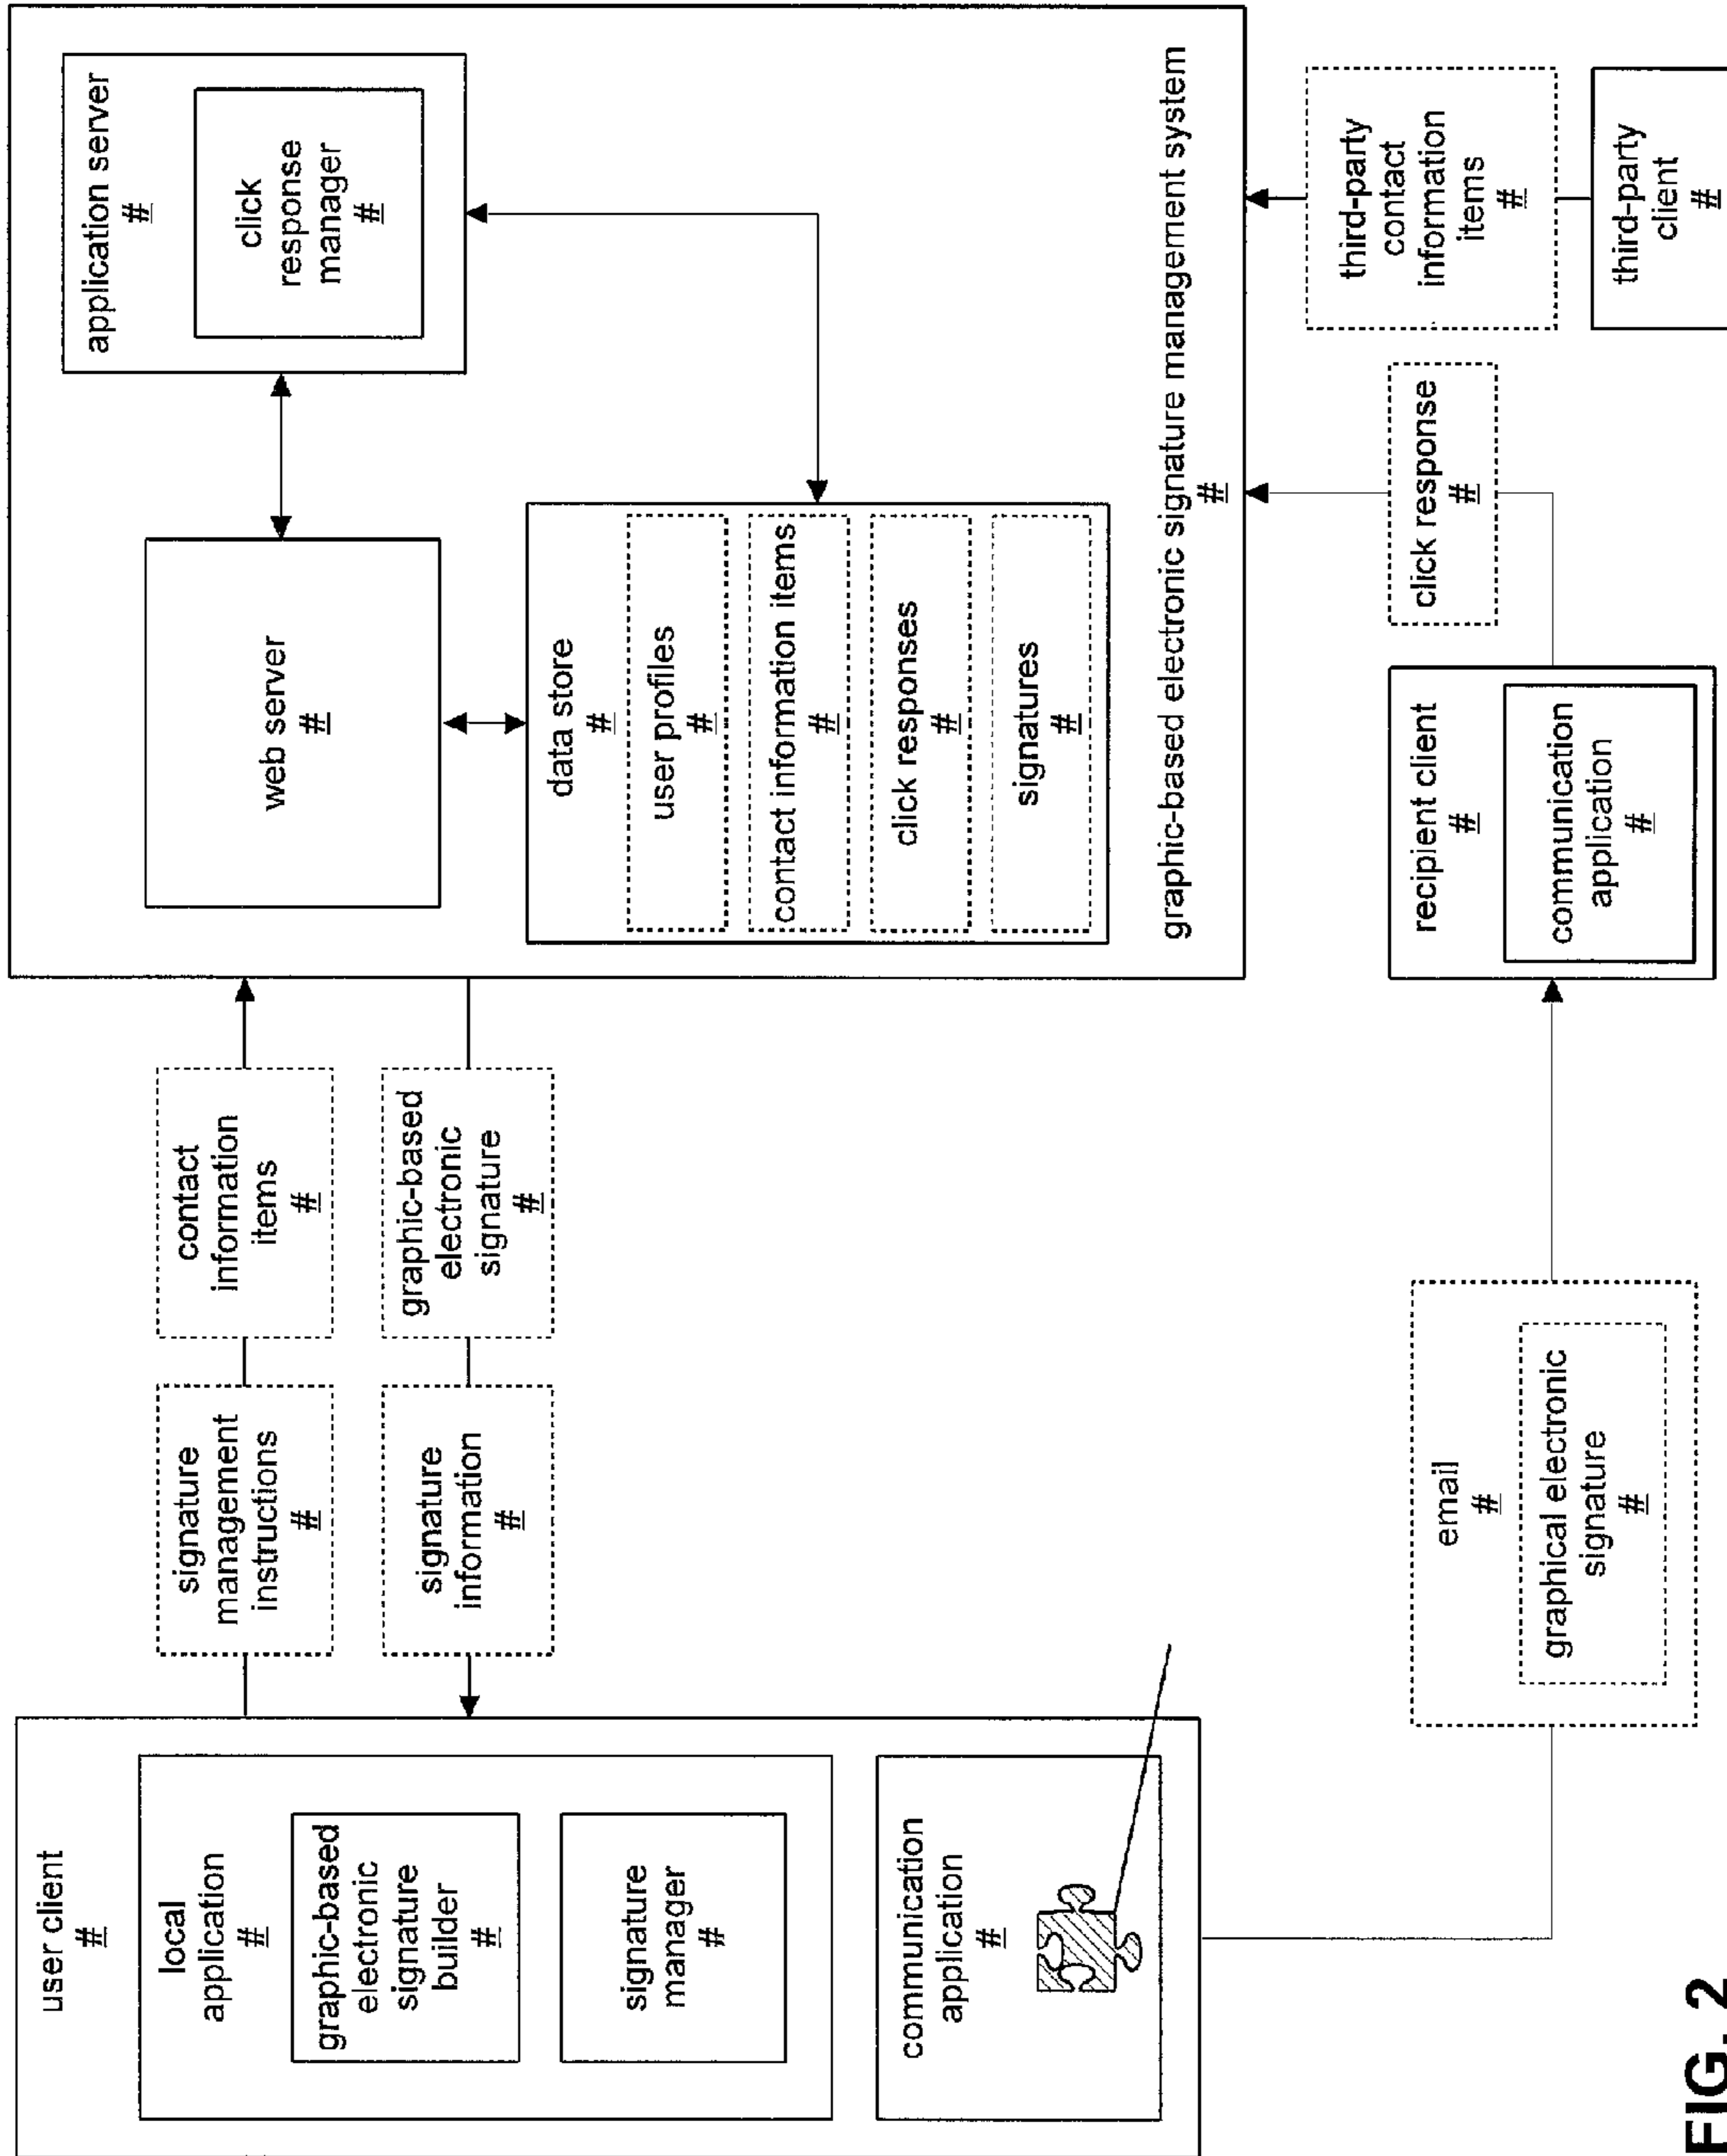 user client
#
local
application
#
graphic-based
electronic
signature
builder
#
signature
manager
#
communication
application
#
signature
management
instructions
#
contact
information
items
#
signature
information
#
graphic-based
electronic
signature
#
web server
#
application server
#
click
response
manager
#
data store
#
user profiles
#
contact information items
#
click responses
#
signatures
#
graphic-based electronic signature management system
#
email
#
graphical electronic
signature
#
recipient client
#
communication
application
#
click response
#
third-party
contact
information
items
#
third-party
client
#
FIG. 2